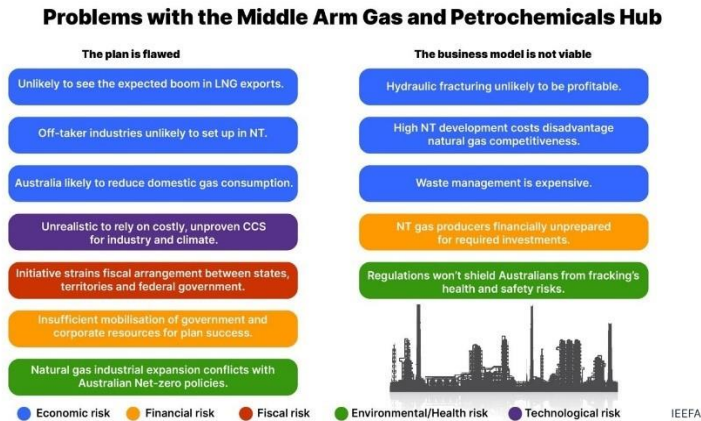 Problems with the Middle Arm Gas and Petrochemicals Hub
The plan is flawed
Unlikely to see the expected boom in LNG exports.
Off-taker industries unlikely to set up in NT.
Australia likely to reduce domestic gas consumption.
Unrealistic to rely on costly, unproven CCS
for industry and climate.
Initiative strains fiscal arrangement between states,
territories and federal government.
Insufficient mobilisation of government and
corporate resources for plan success.
Natural gas industrial expansion conflicts with
Australian Net-zero policies.
The business model is not viable
Hydraulic fracturing unlikely to be profitable.
High NT development costs disadvantage
natural gas competitiveness.
Waste management is expensive.
NT gas producers financially unprepared
for required investments.
Regulations won't shield Australians from fracking's
health and safety risks.
Economic risk
Financial risk
Fiscal risk
Environmental/Health risk
Technological risk
IEEFA